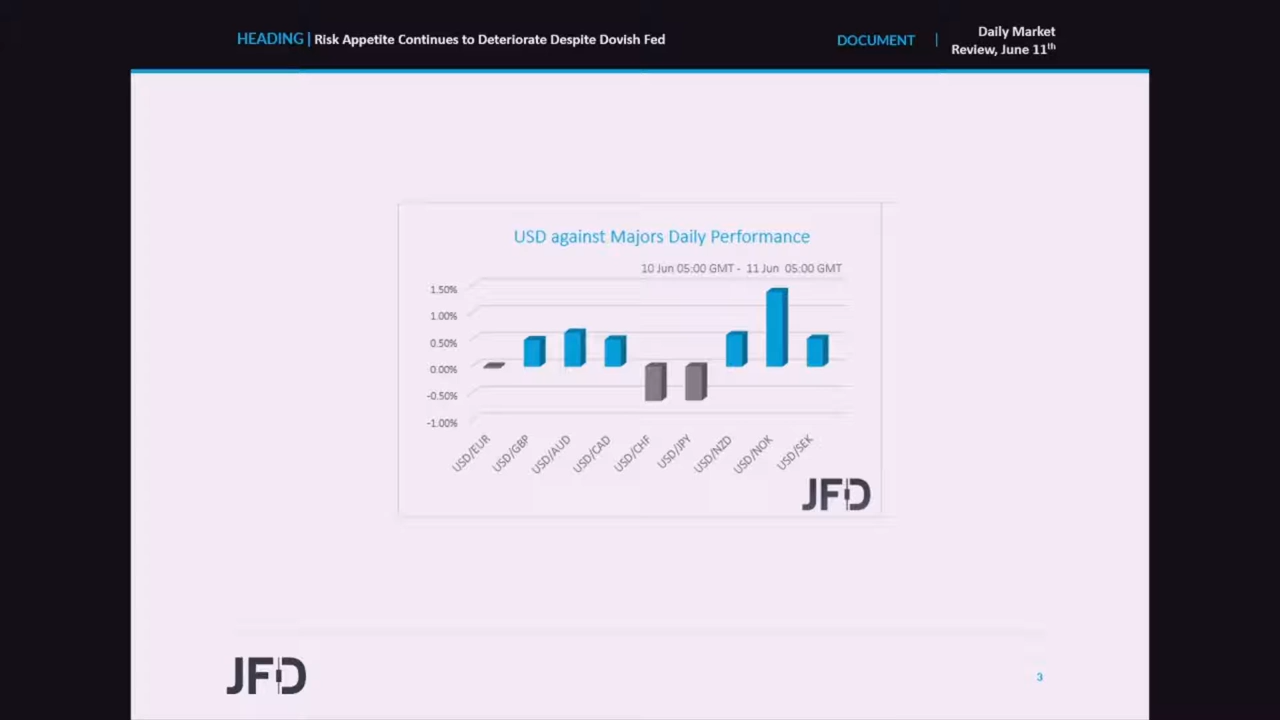 HEADING | Risk Appetite Continues to Deteriorate Despite Dovish Fed
DOCUMENT | Daily Market
Review, June 11th
USD against Majors Daily Performance
10 Jun 05:00 GMT - 11 Jun 05:00 GMT
1.50%
1.00%
0.50%
0.00%
-0.50%
-1.00%
USD/EUR
USD/GBP
USD/AUD
USD/CAD
USD/CHF
USD/JPY
USD/NZD
USD/NOK
USD/SEK
JFD
JFD
3